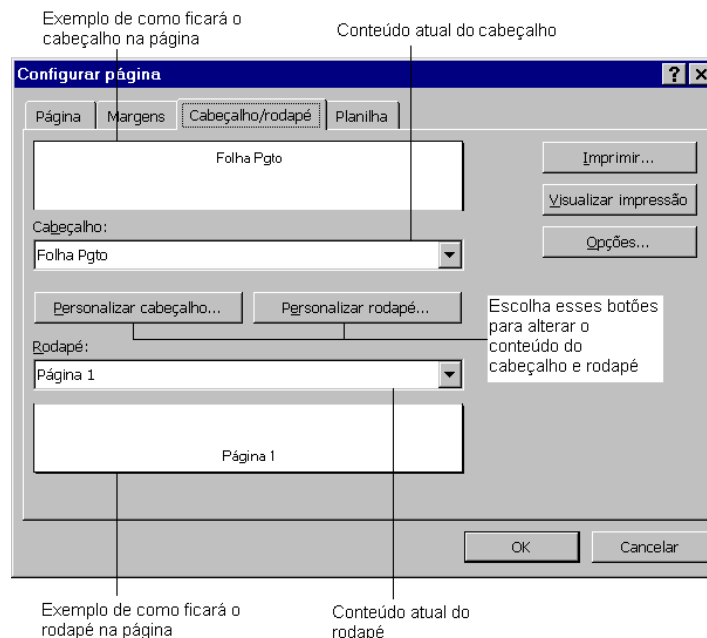 Exemplo de como ficará o
cabeçalho na página
Conteúdo atual do cabeçalho
Configurar página
Página
Margens
Cabeçalho/rodapé
Planilha
Folha Pgto
Imprimir...
Visualizar impressão
Cabeçalho:
Opções...
Folha Pgto
Personalizar cabeçalho...
Personalizar rodapé...
Escolha esses botões
para alterar o
conteúdo do
cabeçalho e rodapé
Rodapé:
Página 1
Página 1
OK
Cancelar
Exemplo de como ficará o
rodapé na página
Conteúdo atual do
rodapé